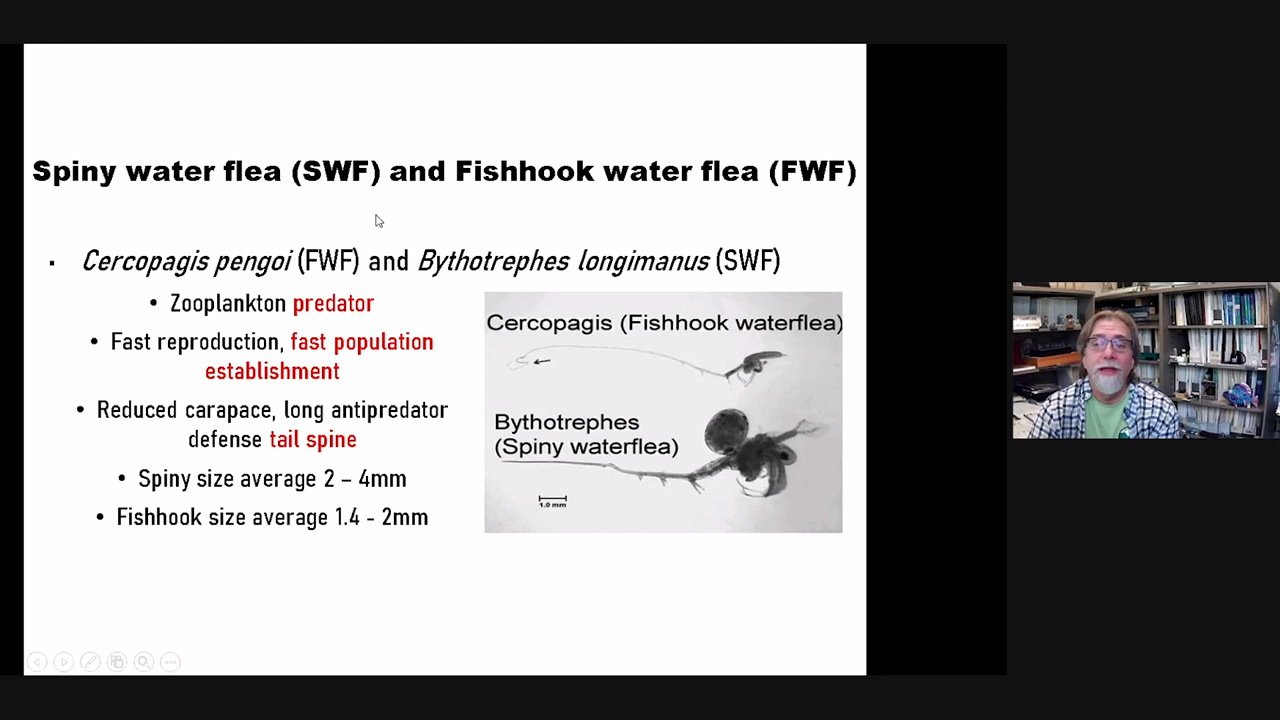 Spiny water flea (SWF) and Fishhook water flea (FWF)
▪ Cercopagis pengoi (FWF) and Bythotrephes longimanus (SWF)
• Zooplankton predator
• Fast reproduction, fast population
establishment
• Reduced carapace, long antipredator
defense tail spine
• Spiny size average 2 – 4mm
• Fishhook size average 1.4 - 2mm
Cercopagis (Fishhook waterflea)
Bythotrephes
(Spiny waterflea)
1.0 mm